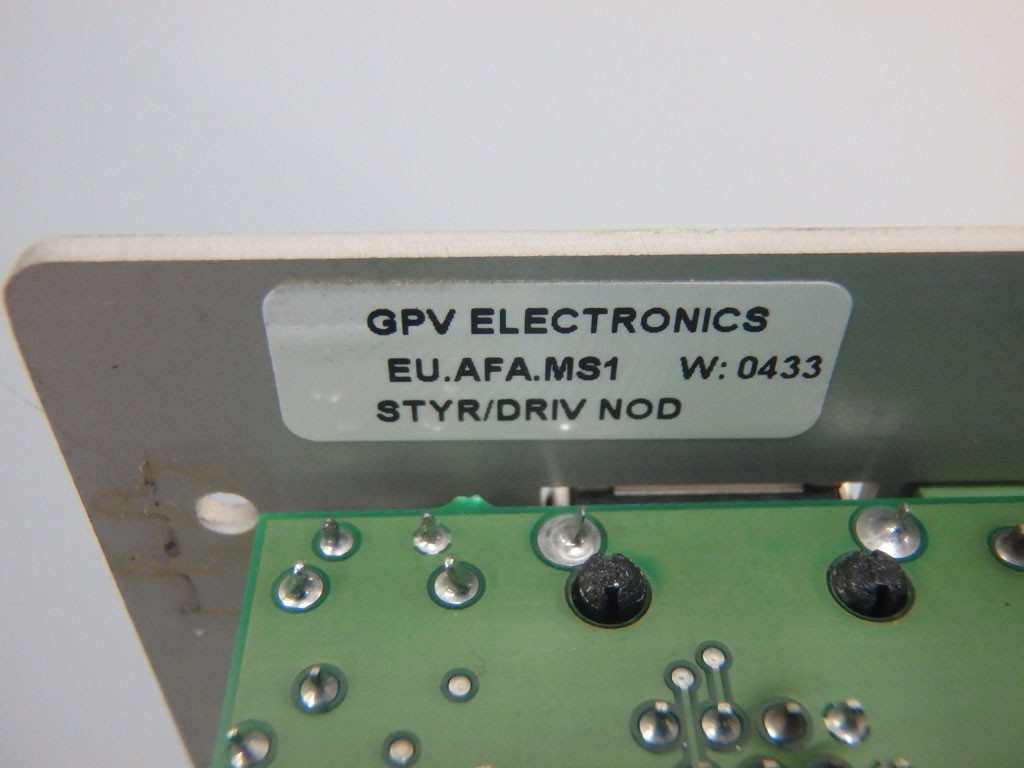 GPV ELECTRONICS
EU.AFA.MS1 W: 0433
STYR/DRIV NOD